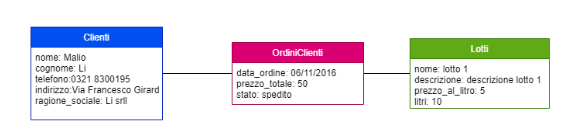 Clienti
nome: Malio
cognome: Li
telefono:0321 8300195
indirizzo:Via Francesco Girard
ragione_sociale: Li srll
OrdiniClienti
data_ordine: 06/11/2016
prezzo_totale: 50
stato: spedito
Lotti
nome: lotto 1
descrizione: descrizione lotto 1
prezzo_al_litro: 5
litri: 10